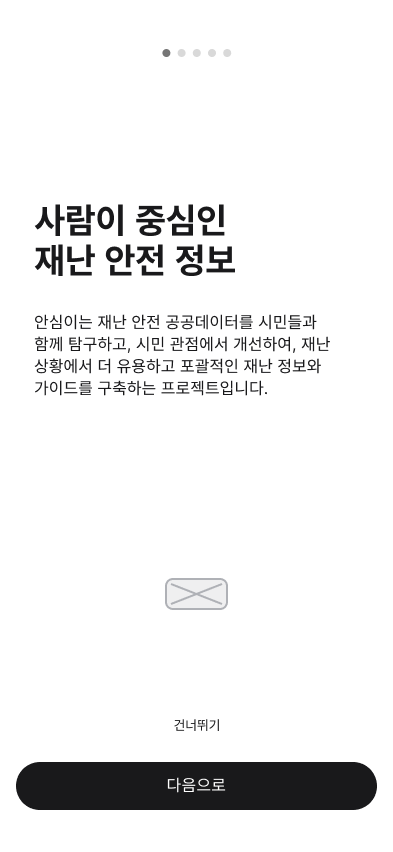 사람이 중심인
재난 안전 정보
안심이는 재난 안전 공공데이터를 시민들과
함께 탐구하고, 시민 관점에서 개선하여, 재난
상황에서 더 유용하고 포괄적인 재난 정보와
가이드를 구축하는 프로젝트입니다.
건너뛰기
다음으로